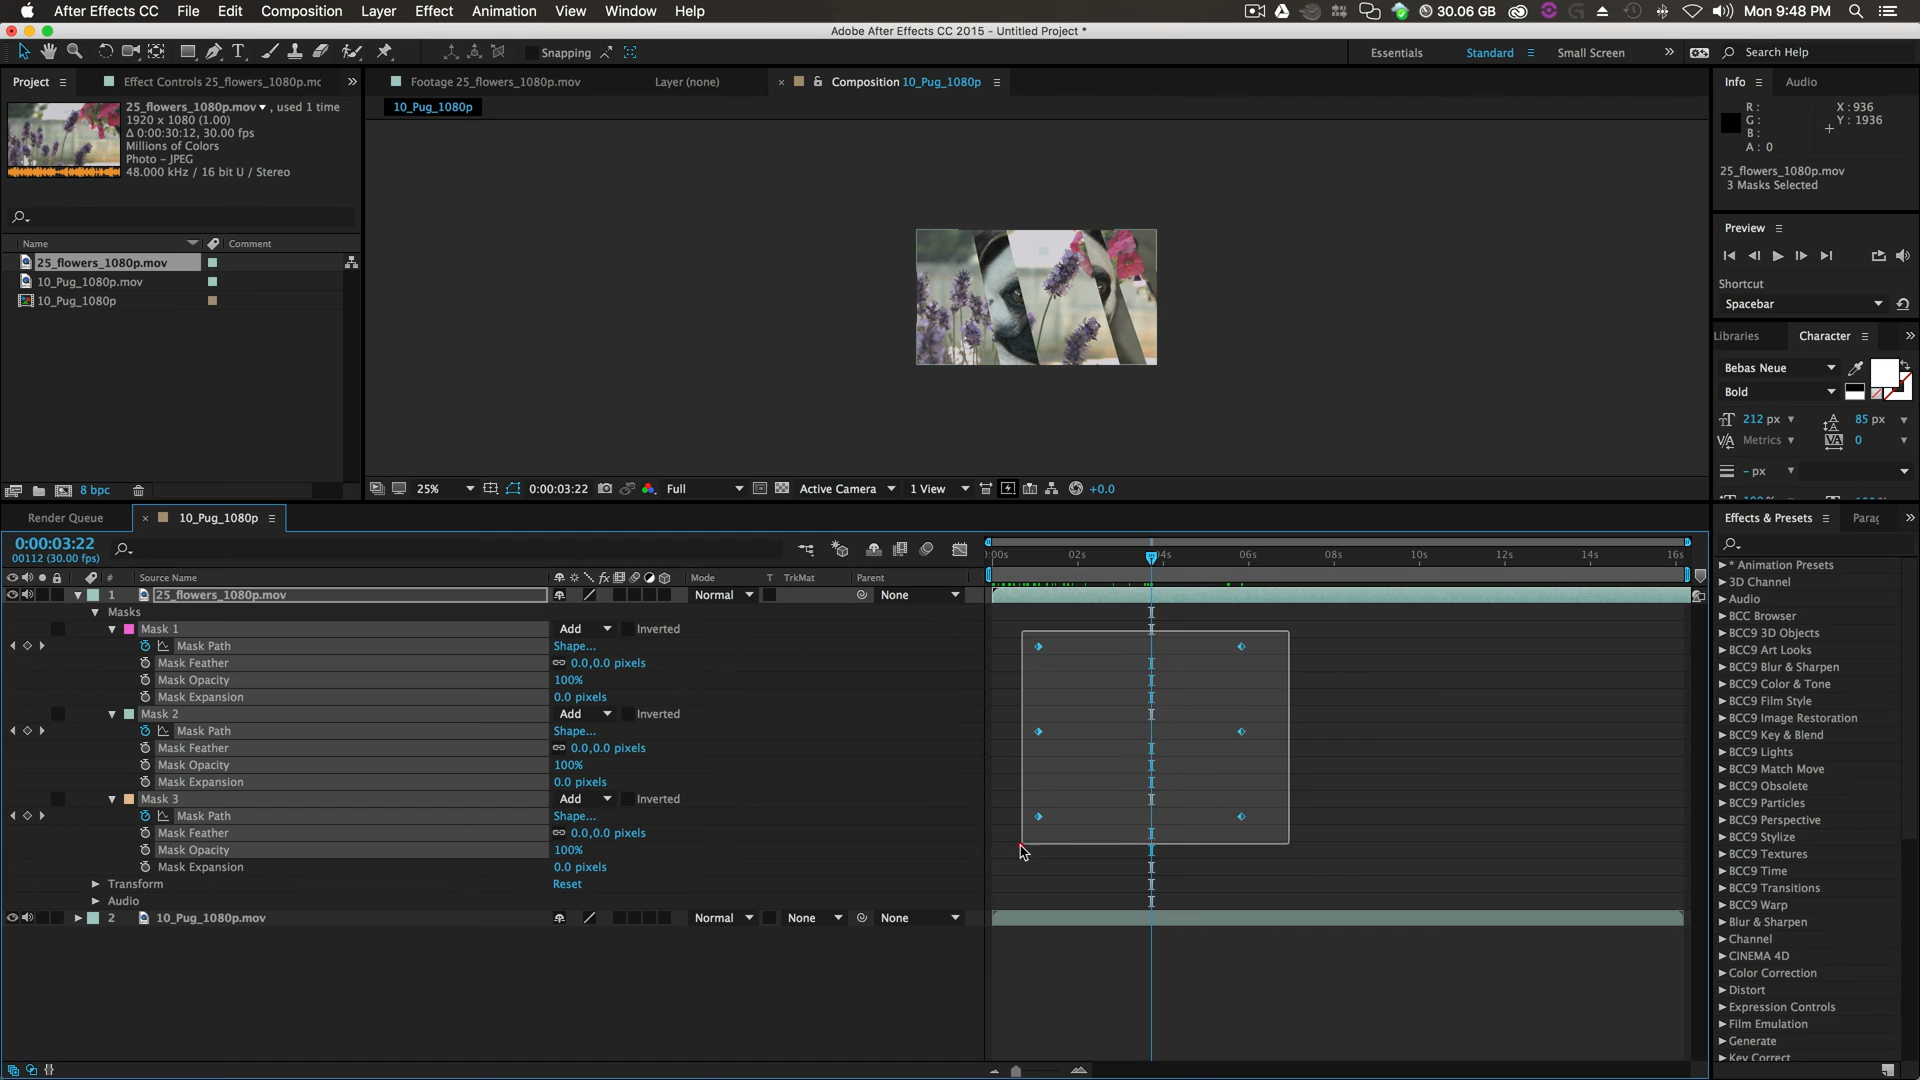 After Effects CC File Edit Composition Layer Effect Animation View Window Help
30.06 GB Mon 9:48 PM
Adobe After Effects CC 2015 - Untitled Project *
Snapping
Essentials Standard Small Screen Search Help
Project Effect Controls 25_flowers_1080p.mc
Footage 25_flowers_1080p.mov Layer (none) Composition 10_Pug_1080p
Info Audio
10_Pug_1080p
25_flowers_1080p.mov , used 1 time
1920 x 1080 (1.00)
Δ 0:00:30:12, 30.00 fps
Millions of Colors
Photo - JPEG
48.000 kHz / 16 bit U / Stereo
R:
G:
B:
A: 0
X: 936
Y: 1936
25_flowers_1080p.mov
3 Masks Selected
Preview
Shortcut
Spacebar
Name Comment
25_flowers_1080p.mov
10_Pug_1080p.mov
10_Pug_1080p
Libraries Character
Bebas Neue
Bold
212 px 85 px
Metrics 0
- px
8 bpc
25% 0:00:03:22 Full Active Camera 1 View +0.0
Render Queue 10_Pug_1080p
0:00:03:22
00112 (30.00 fps)
:00s 02s 04s 06s 08s 10s 12s 14s 16s
# Source Name Mode T TrkMat Parent
1 25_flowers_1080p.mov Normal None
Masks
Mask 1 Add Inverted
Mask Path Shape...
Mask Feather 0.0,0.0 pixels
Mask Opacity 100%
Mask Expansion 0.0 pixels
Mask 2 Add Inverted
Mask Path Shape...
Mask Feather 0.0,0.0 pixels
Mask Opacity 100%
Mask Expansion 0.0 pixels
Mask 3 Add Inverted
Mask Path Shape...
Mask Feather 0.0,0.0 pixels
Mask Opacity 100%
Mask Expansion 0.0 pixels
Transform Reset
Audio
2 10_Pug_1080p.mov Normal None None
Effects & Presets Parag
* Animation Presets
3D Channel
Audio
BCC Browser
BCC9 3D Objects
BCC9 Art Looks
BCC9 Blur & Sharpen
BCC9 Color & Tone
BCC9 Film Style
BCC9 Image Restoration
BCC9 Key & Blend
BCC9 Lights
BCC9 Match Move
BCC9 Obsolete
BCC9 Particles
BCC9 Perspective
BCC9 Stylize
BCC9 Textures
BCC9 Time
BCC9 Transitions
BCC9 Warp
Blur & Sharpen
Channel
CINEMA 4D
Color Correction
Distort
Expression Controls
Film Emulation
Generate
Key Correct